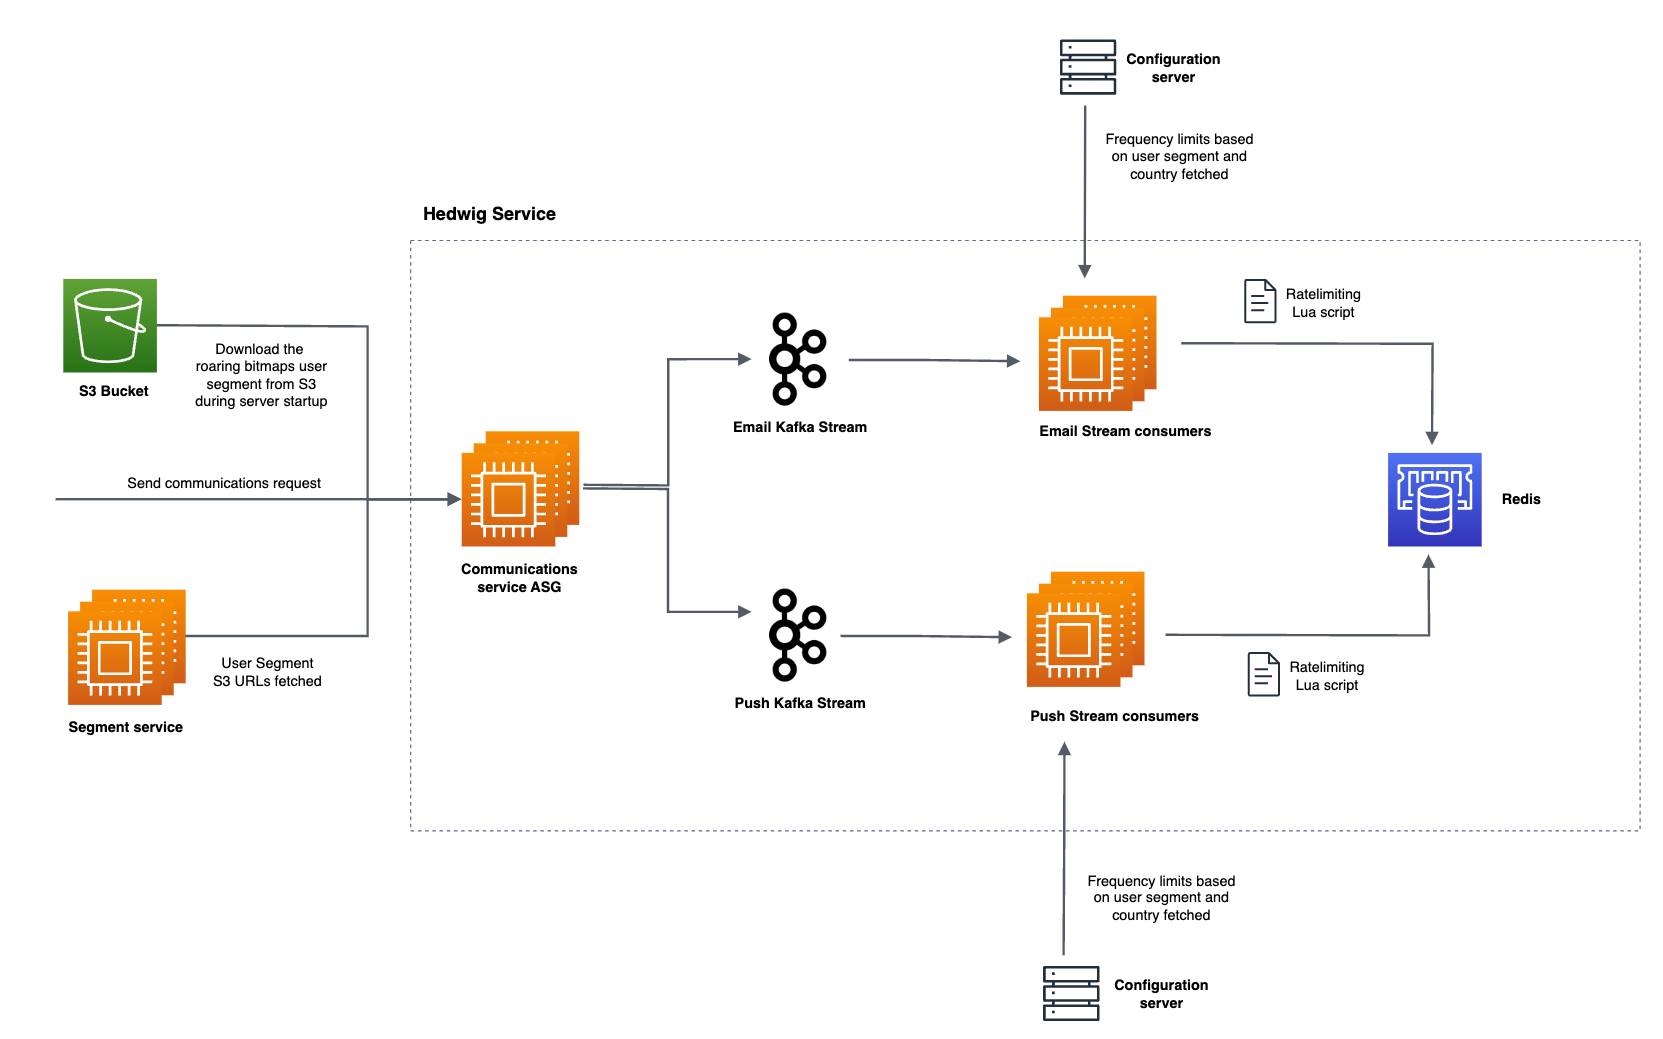 Configuration
server
Frequency limits based
on user segment and
country fetched
Hedwig Service
S3 Bucket
Download the
roaring bitmaps user
segment from S3
during server startup
Send communications request
Segment service
User Segment
S3 URLs fetched
Communications
service ASG
Email Kafka Stream
Push Kafka Stream
Email Stream consumers
Push Stream consumers
Ratelimiting
Lua script
Redis
Ratelimiting
Lua script
Frequency limits based
on user segment and
country fetched
Configuration
server